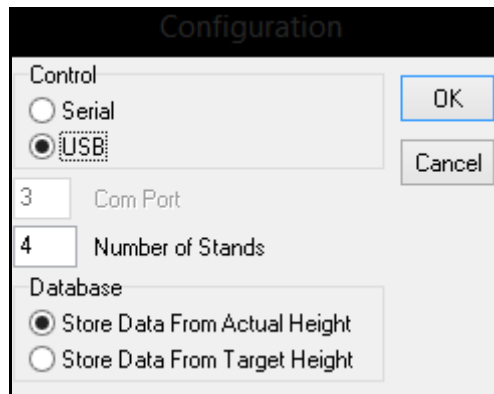 Configuration
Control
Serial
USB
OK
Cancel
3 Com Port
4 Number of Stands
Database
Store Data From Actual Height
Store Data From Target Height